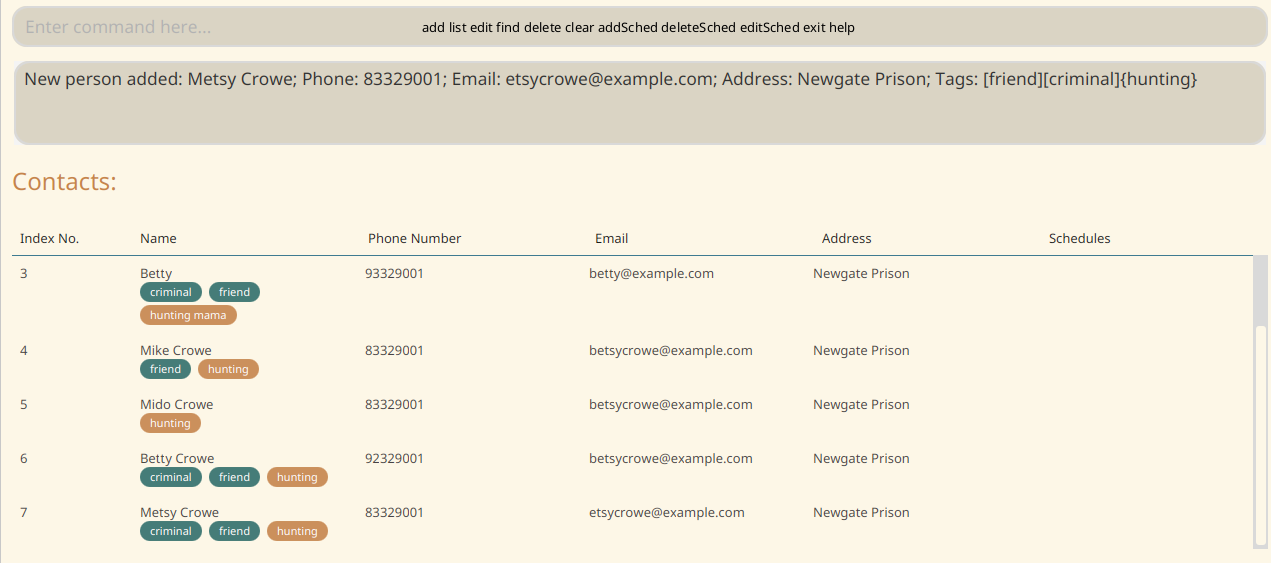 Enter command here... add list edit find delete clear addSched deleteSched editSched exit help
New person added: Metsy Crowe; Phone: 83329001; Email: etsycrowe@example.com; Address: Newgate Prison; Tags: [friend][criminal]{hunting}
Contacts:
Index No. Name Phone Number Email Address Schedules
3 Betty 93329001 betty@example.com Newgate Prison
criminal friend
hunting mama
4 Mike Crowe 83329001 betsycrowe@example.com Newgate Prison
friend hunting
5 Mido Crowe 83329001 betsycrowe@example.com Newgate Prison
hunting
6 Betty Crowe 92329001 betsycrowe@example.com Newgate Prison
criminal friend hunting
7 Metsy Crowe 83329001 etsycrowe@example.com Newgate Prison
criminal friend hunting